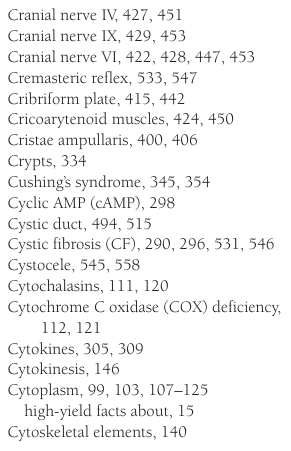 Cranial nerve IV, 427, 451
Cranial nerve IX, 429, 453
Cranial nerve VI, 422, 428, 447, 453
Cremasteric reflex, 533, 547
Cribriform plate, 415, 442
Cricoarytenoid muscles, 424, 450
Cristae ampullaris, 400, 406
Crypts, 334
Cushing's syndrome, 345, 354
Cyclic AMP (cAMP), 298
Cystic duct, 494, 515
Cystic fibrosis (CF), 290, 296, 531, 546
Cystocele, 545, 558
Cytochalasins, 111, 120
Cytochrome C oxidase (COX) deficiency,
112, 121
Cytokines, 305, 309
Cytokinesis, 146
Cytoplasm, 99, 103, 107–125
high-yield facts about, 15
Cytoskeletal elements, 140